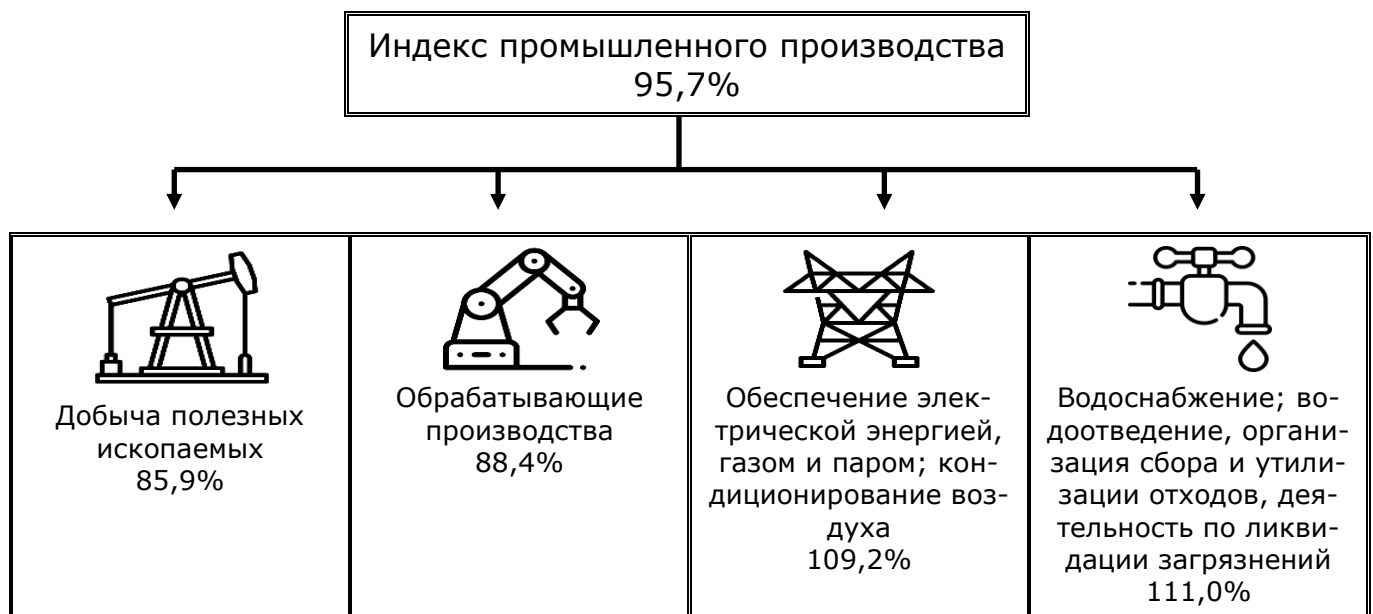 Индекс промышленного производства
95,7%
Добыча полезных
ископаемых
85,9%
Обрабатывающие
производства
88,4%
Обеспечение элек-
трической энергией,
газом и паром; кон-
диционирование воз-
духа
109,2%
Водоснабжение; во-
доотведение, органи-
зация сбора и утили-
зации отходов, дея-
тельность по ликви-
дации загрязнений
111,0%